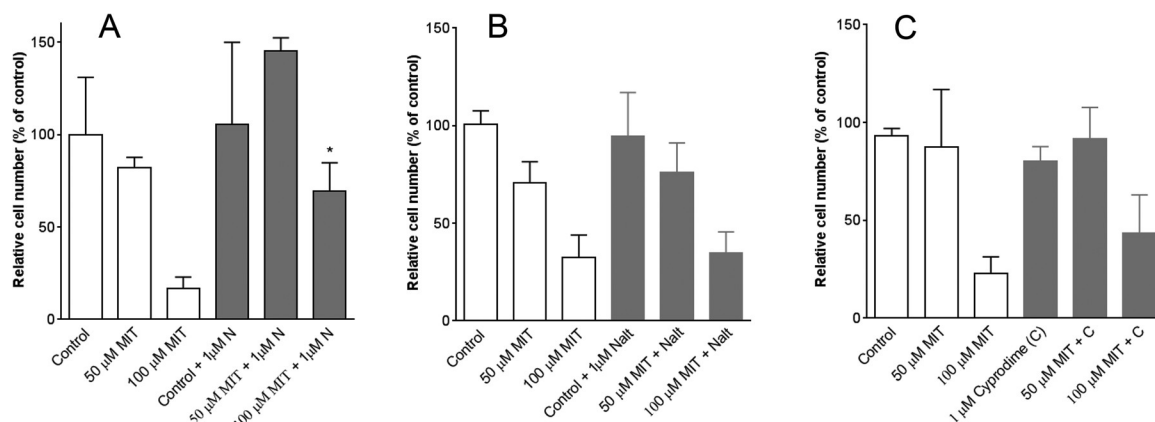 A
Relative cell number (% of control)
150
100
50
0
*
Control
50 µM MIT
100 µM MIT
Control + 1µM N
50 µM MIT + 1µM N
100 µM MIT + 1µM N
B
Relative cell number (% of control)
150
100
50
0
Control
50 µM MIT
100 µM MIT
Control + 1µM Nalt
50 µM MIT + Nalt
100 µM MIT + Nalt
C
Relative cell number (% of control)
150
100
50
0
Control
50 µM MIT
100 µM MIT
1 µM Cyprodime (C)
50 µM MIT + C
100 µM MIT + C